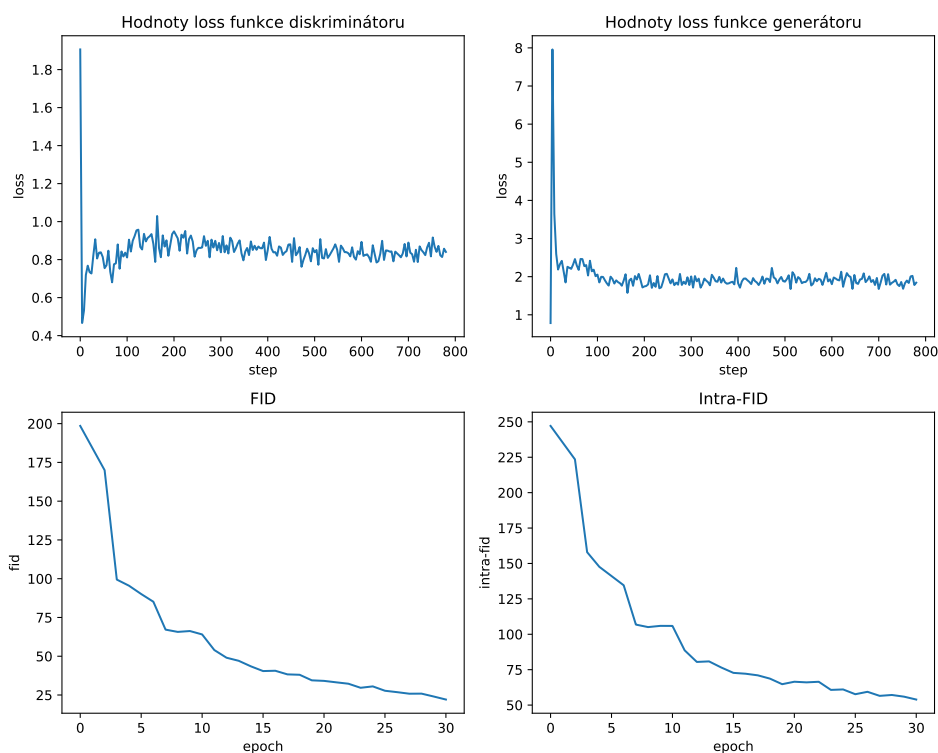 Hodnoty loss funkce diskriminátoru
1.8
1.6
1.4
1.2
1.0
0.8
0.6
0.4
loss
0 100 200 300 400 500 600 700 800
step
Hodnoty loss funkce generátoru
8
7
6
5
4
3
2
1
loss
0 100 200 300 400 500 600 700 800
step
FID
200
175
150
125
100
75
50
25
fid
0 5 10 15 20 25 30
epoch
Intra-FID
250
225
200
175
150
125
100
75
50
intra-fid
0 5 10 15 20 25 30
epoch